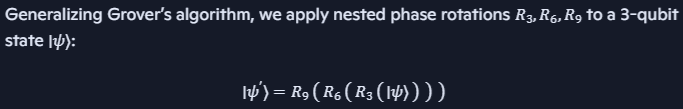 Generalizing Grover's algorithm, we apply nested phase rotations R₃, R₆, R₉ to a 3-qubit
state |ψ⟩:
|ψ′⟩ = R₉(R₆(R₃(|ψ⟩)))